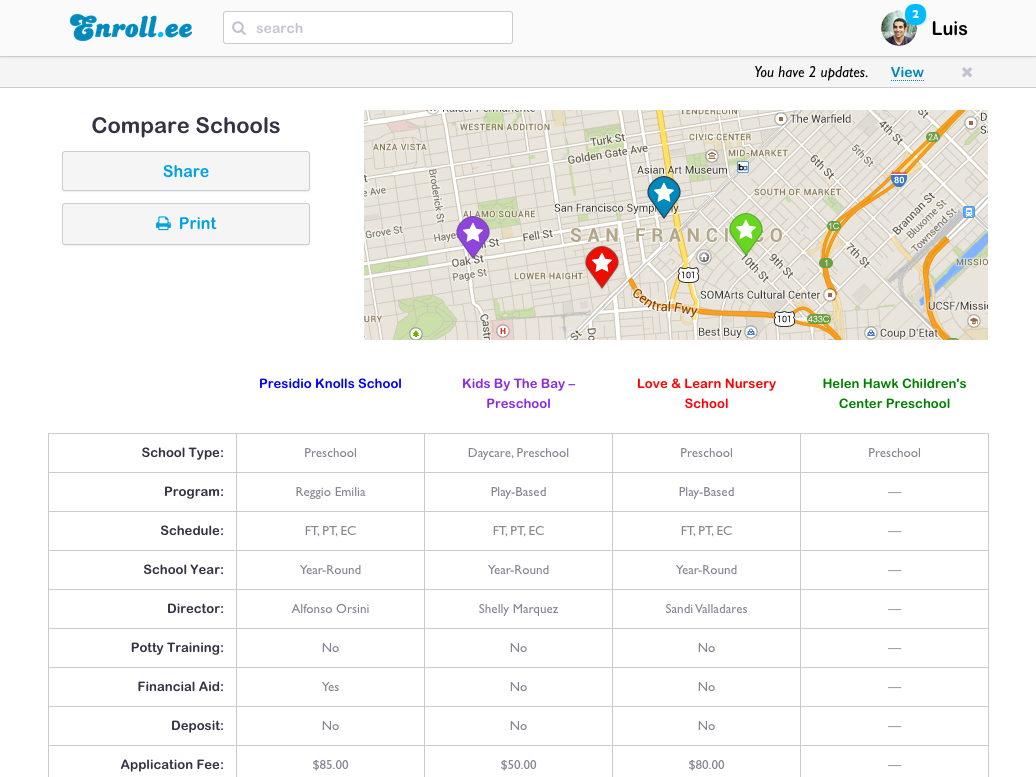 Enroll.ee
search
2
Luis
You have 2 updates. View
Compare Schools
Share
Print
WESTERN ADDITION
TENDERLOIN
The Warfield
ANZA VISTA
Turk St
CIVIC CENTER
4th St
2A
Golden Gate Ave
MID-MARKET
6th St
5th St
Asian Art Museum
80
Broderick St
SOUTH OF MARKET
ALAMO SQUARE
San Francisco Symphony
Brannan St
Bluxome St
Townsend St
Grove St
Fell St
SAN FRANCISCO
1C
7th St
Oak St
9th St
10th St
1
MISSIO
Page St
LOWER HAIGHT
101
SOMArts Cultural Center
Central Fwy
UCSF/Missi
URY
101
433C
H
Best Buy
Coup D'Etat
Presidio Knolls School
Kids By The Bay –
Preschool
Love & Learn Nursery
School
Helen Hawk Children's
Center Preschool
School Type: Preschool Daycare, Preschool Preschool Preschool
Program: Reggio Emilia Play-Based Play-Based —
Schedule: FT, PT, EC FT, PT, EC FT, PT, EC —
School Year: Year-Round Year-Round Year-Round —
Director: Alfonso Orsini Shelly Marquez Sandi Valladares —
Potty Training: No No No —
Financial Aid: Yes No No —
Deposit: No No No —
Application Fee: $85.00 $50.00 $80.00 —